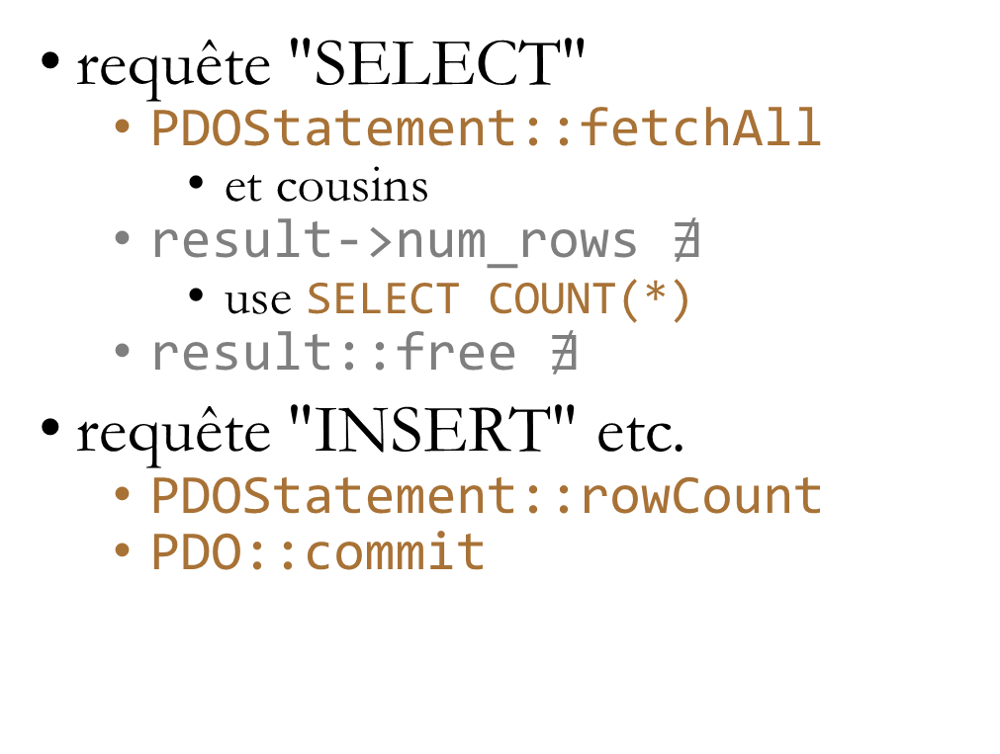 • requête "SELECT"
• PDOStatement::fetchAll
• et cousins
• result->num_rows ∄
• use SELECT COUNT(*)
• result::free ∄
• requête "INSERT" etc.
• PDOStatement::rowCount
• PDO::commit